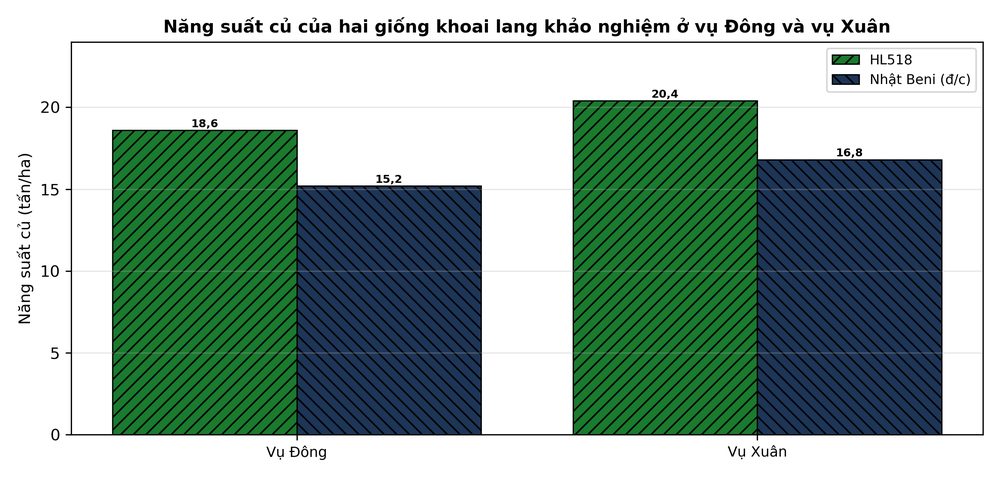 Năng suất củ của hai giống khoai lang khảo nghiệm ở vụ Đông và vụ Xuân
HL518
Nhật Beni (đ/c)
Năng suất củ (tấn/ha)
20
15
10
5
0
18,6
15,2
20,4
16,8
Vụ Đông
Vụ Xuân